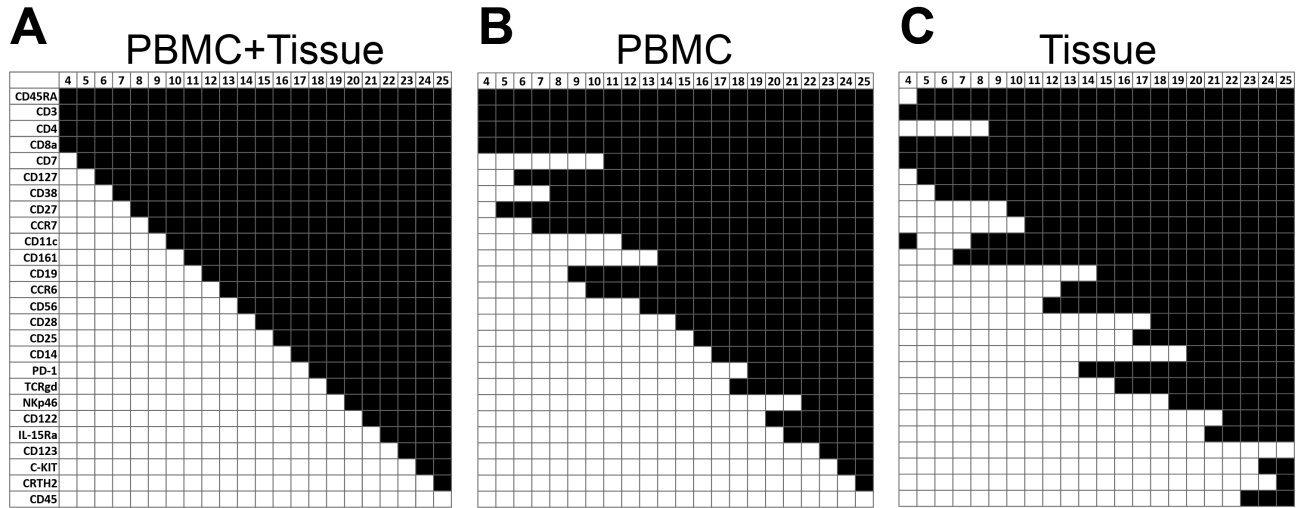 A B C
PBMC+Tissue PBMC Tissue
4 5 6 7 8 9 10 11 12 13 14 15 16 17 18 19 20 21 22 23 24 25 4 5 6 7 8 9 10 11 12 13 14 15 16 17 18 19 20 21 22 23 24 25 4 5 6 7 8 9 10 11 12 13 14 15 16 17 18 19 20 21 22 23 24 25
CD45RA
CD3
CD4
CD8a
CD7
CD127
CD38
CD27
CCR7
CD11c
CD161
CD19
CCR6
CD56
CD28
CD25
CD14
PD-1
TCRgd
NKp46
CD122
IL-15Ra
CD123
C-KIT
CRTH2
CD45